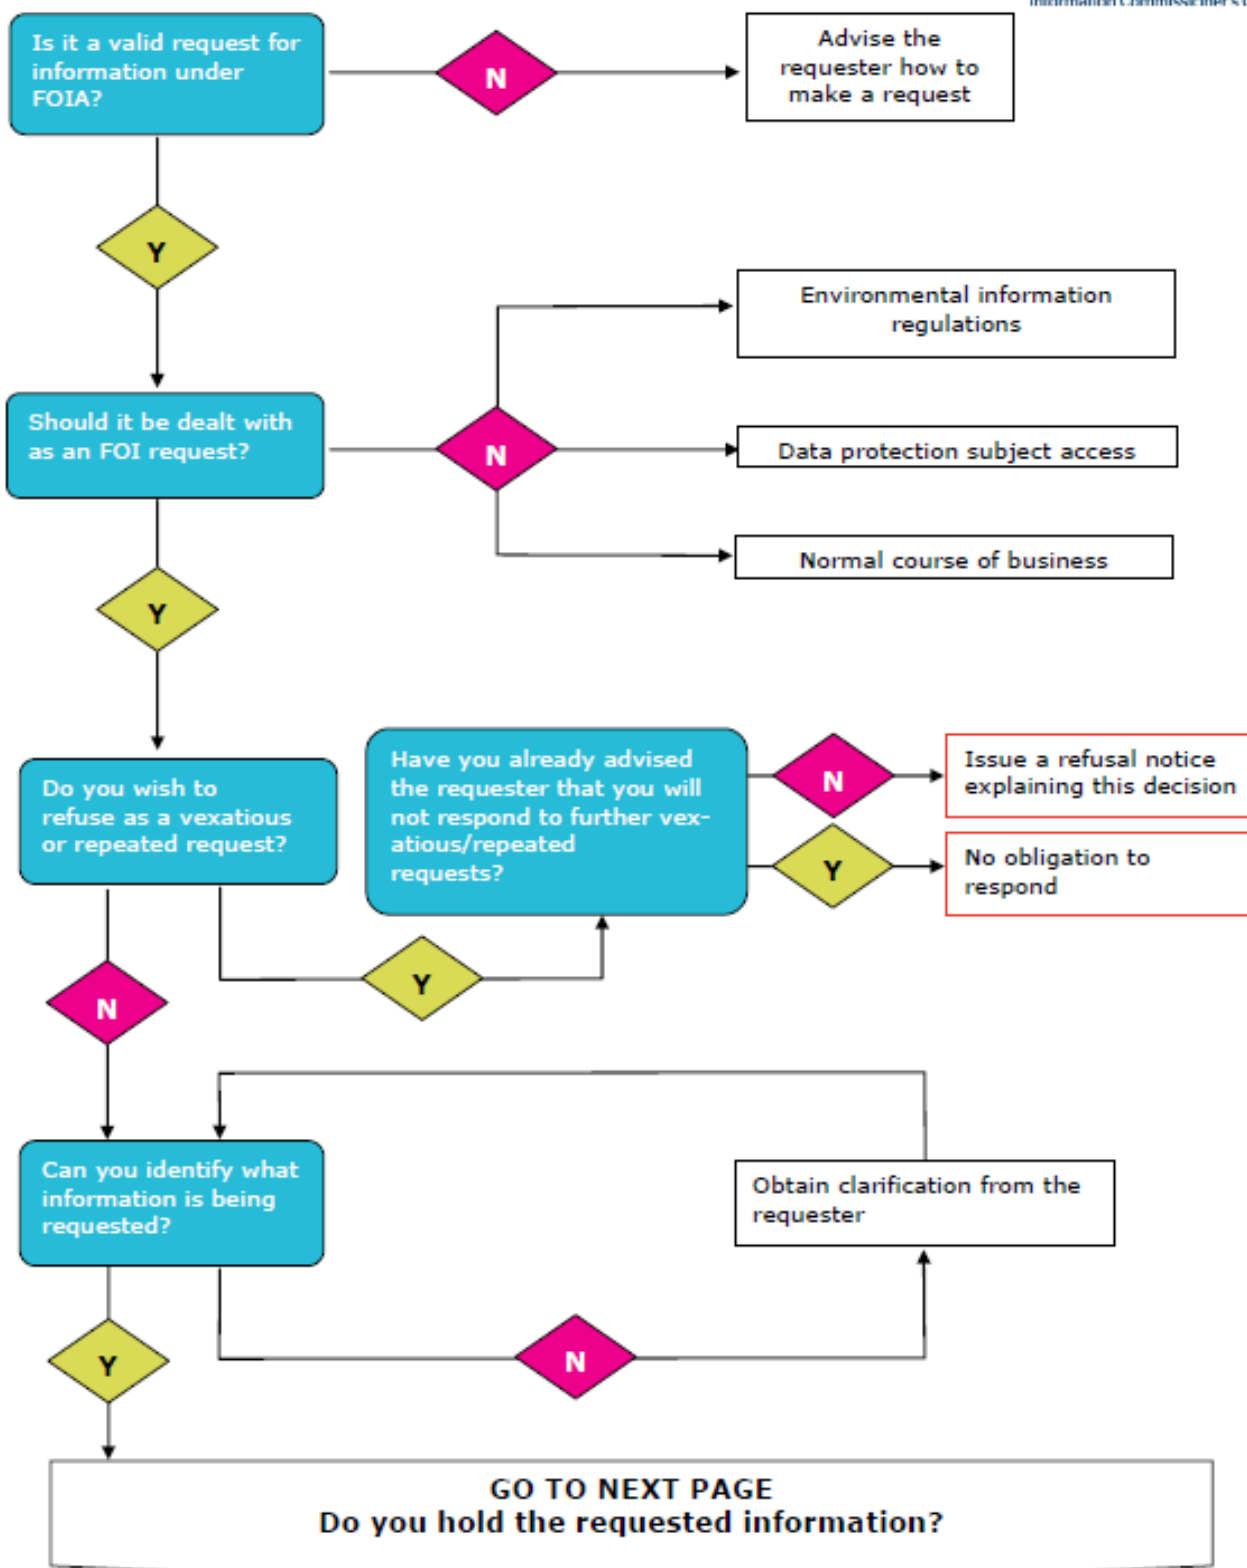 Information Commissioner's
Is it a valid request for
information under
FOIA?
N
Advise the
requester how to
make a request
Y
Environmental information
regulations
Should it be dealt with
as an FOI request?
N
Data protection subject access
Normal course of business
Y
Do you wish to
refuse as a vexatious
or repeated request?
Have you already advised
the requester that you will
not respond to further vex-
atious/repeated
requests?
N
Issue a refusal notice
explaining this decision
Y
No obligation to
respond
Y
N
Can you identify what
information is being
requested?
Obtain clarification from the
requester
Y
N
GO TO NEXT PAGE
Do you hold the requested information?